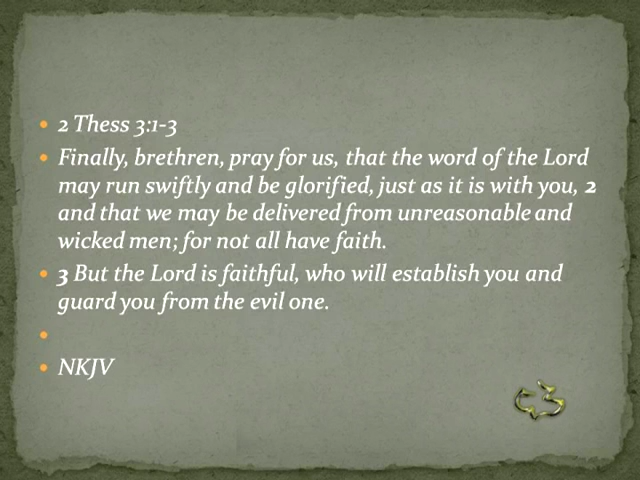 2 Thess 3:1-3
Finally, brethren, pray for us, that the word of the Lord
may run swiftly and be glorified, just as it is with you, 2
and that we may be delivered from unreasonable and
wicked men; for not all have faith.
3 But the Lord is faithful, who will establish you and
guard you from the evil one.
NKJV